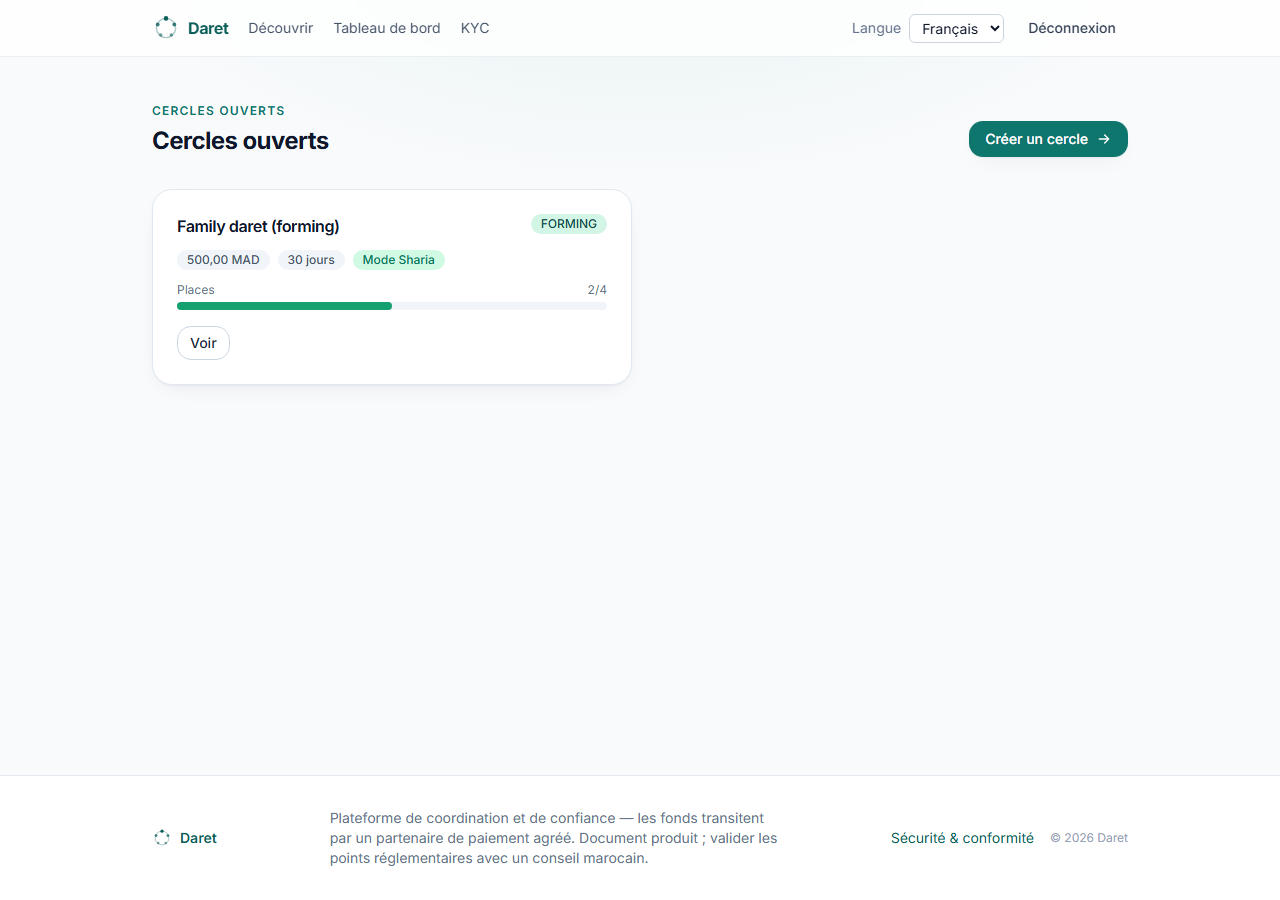 Daret
Découvrir
Tableau de bord
KYC
Langue
Français
Déconnexion
CERCLES OUVERTS
Cercles ouverts
Créer un cercle →
Family daret (forming)
FORMING
500,00 MAD
30 jours
Mode Sharia
Places
2/4
Voir
Daret
Plateforme de coordination et de confiance — les fonds transitent
par un partenaire de paiement agréé. Document produit ; valider les
points réglementaires avec un conseil marocain.
Sécurité & conformité
© 2026 Daret